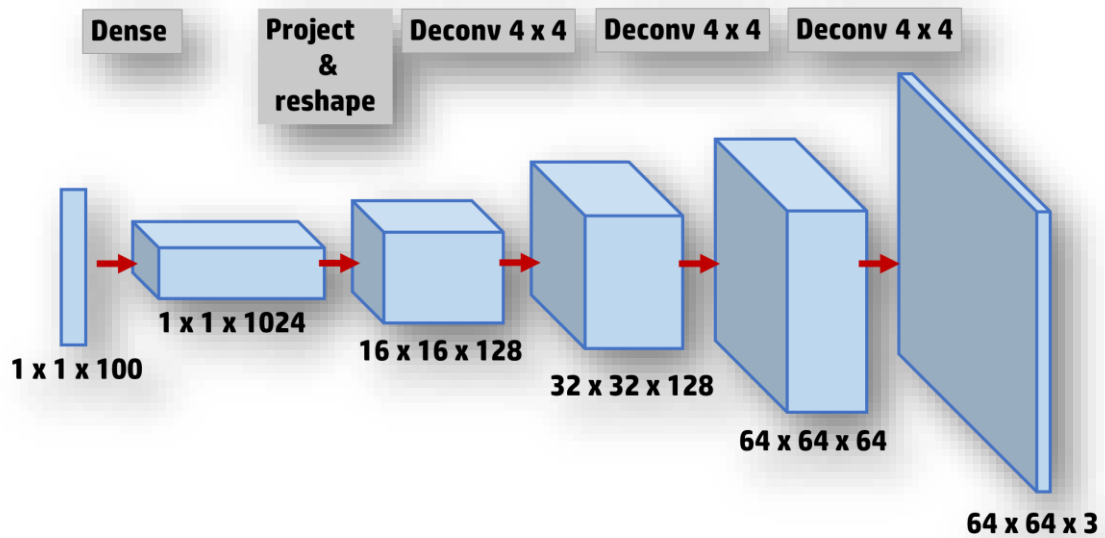 Dense
Project
&
reshape
Deconv 4 x 4
Deconv 4 x 4
Deconv 4 x 4
1 x 1 x 100
1 x 1 x 1024
16 x 16 x 128
32 x 32 x 128
64 x 64 x 64
64 x 64 x 3